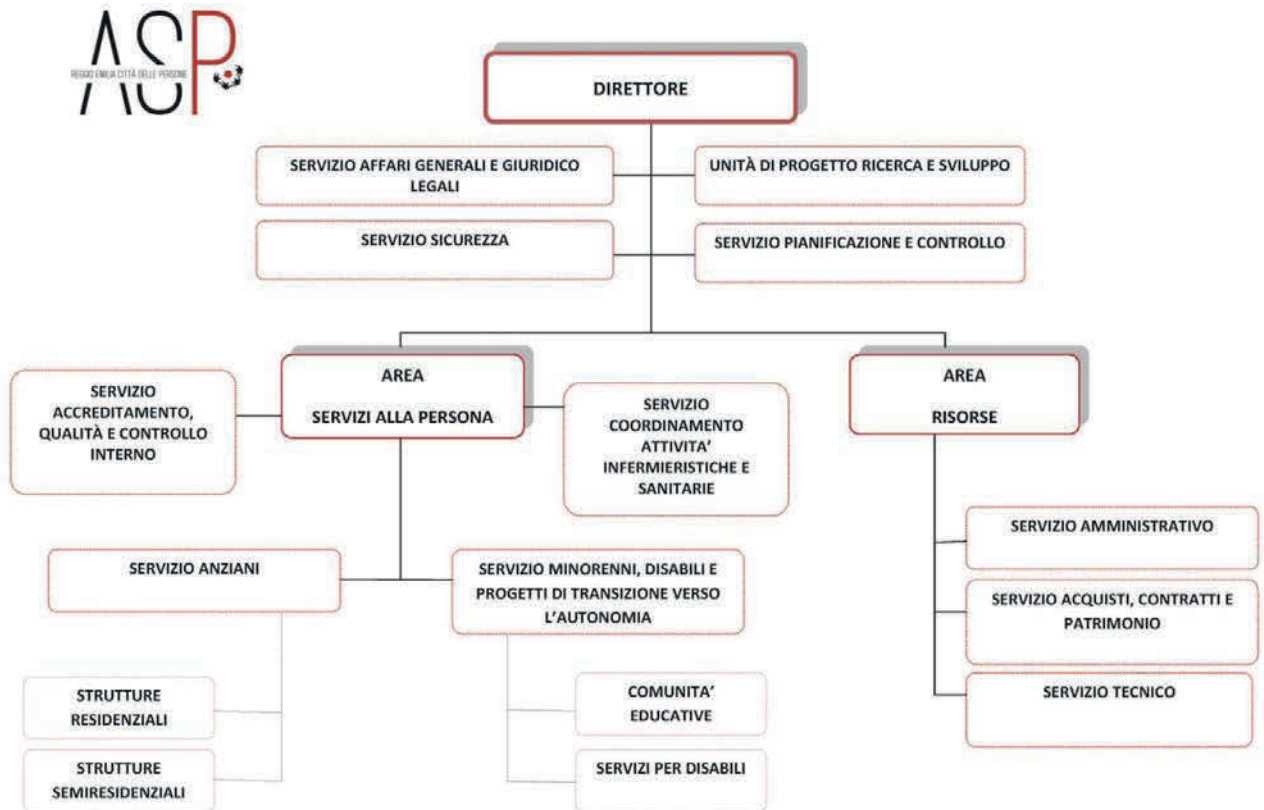 ASP
REGGIO EMILIA CITTÀ DELLE PERSONE
DIRETTORE
SERVIZIO AFFARI GENERALI E GIURIDICO
LEGALI
UNITÀ DI PROGETTO RICERCA E SVILUPPO
SERVIZIO SICUREZZA
SERVIZIO PIANIFICAZIONE E CONTROLLO
AREA
SERVIZI ALLA PERSONA
AREA
RISORSE
SERVIZIO
ACCREDITAMENTO,
QUALITÀ E CONTROLLO
INTERNO
SERVIZIO
COORDINAMENTO
ATTIVITA'
INFERMIERISTICHE E
SANITARIE
SERVIZIO ANZIANI
SERVIZIO MINORENNI, DISABILI E
PROGETTI DI TRANSIZIONE VERSO
L'AUTONOMIA
SERVIZIO AMMINISTRATIVO
SERVIZIO ACQUISTI, CONTRATTI E
PATRIMONIO
SERVIZIO TECNICO
STRUTTURE
RESIDENZIALI
STRUTTURE
SEMIRESIDENZIALI
COMUNITA'
EDUCATIVE
SERVIZI PER DISABILI